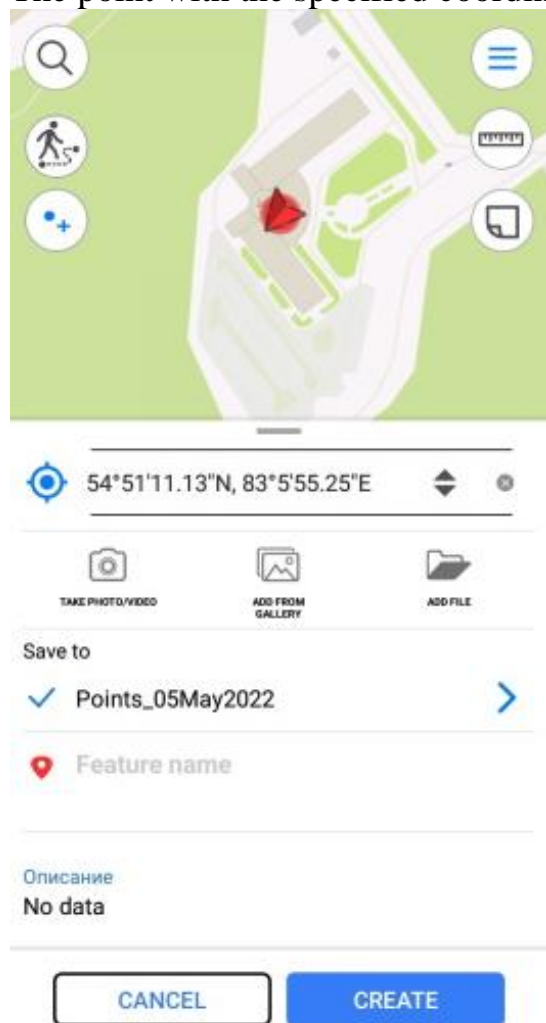 The point with the specified coordin
54°51'11.13"N, 83°5'55.25"E
TAKE PHOTO/VIDEO
ADD FROM
GALLERY
ADD FILE
Save to
Points_05May2022
Feature name
Описание
No data
CANCEL
CREATE